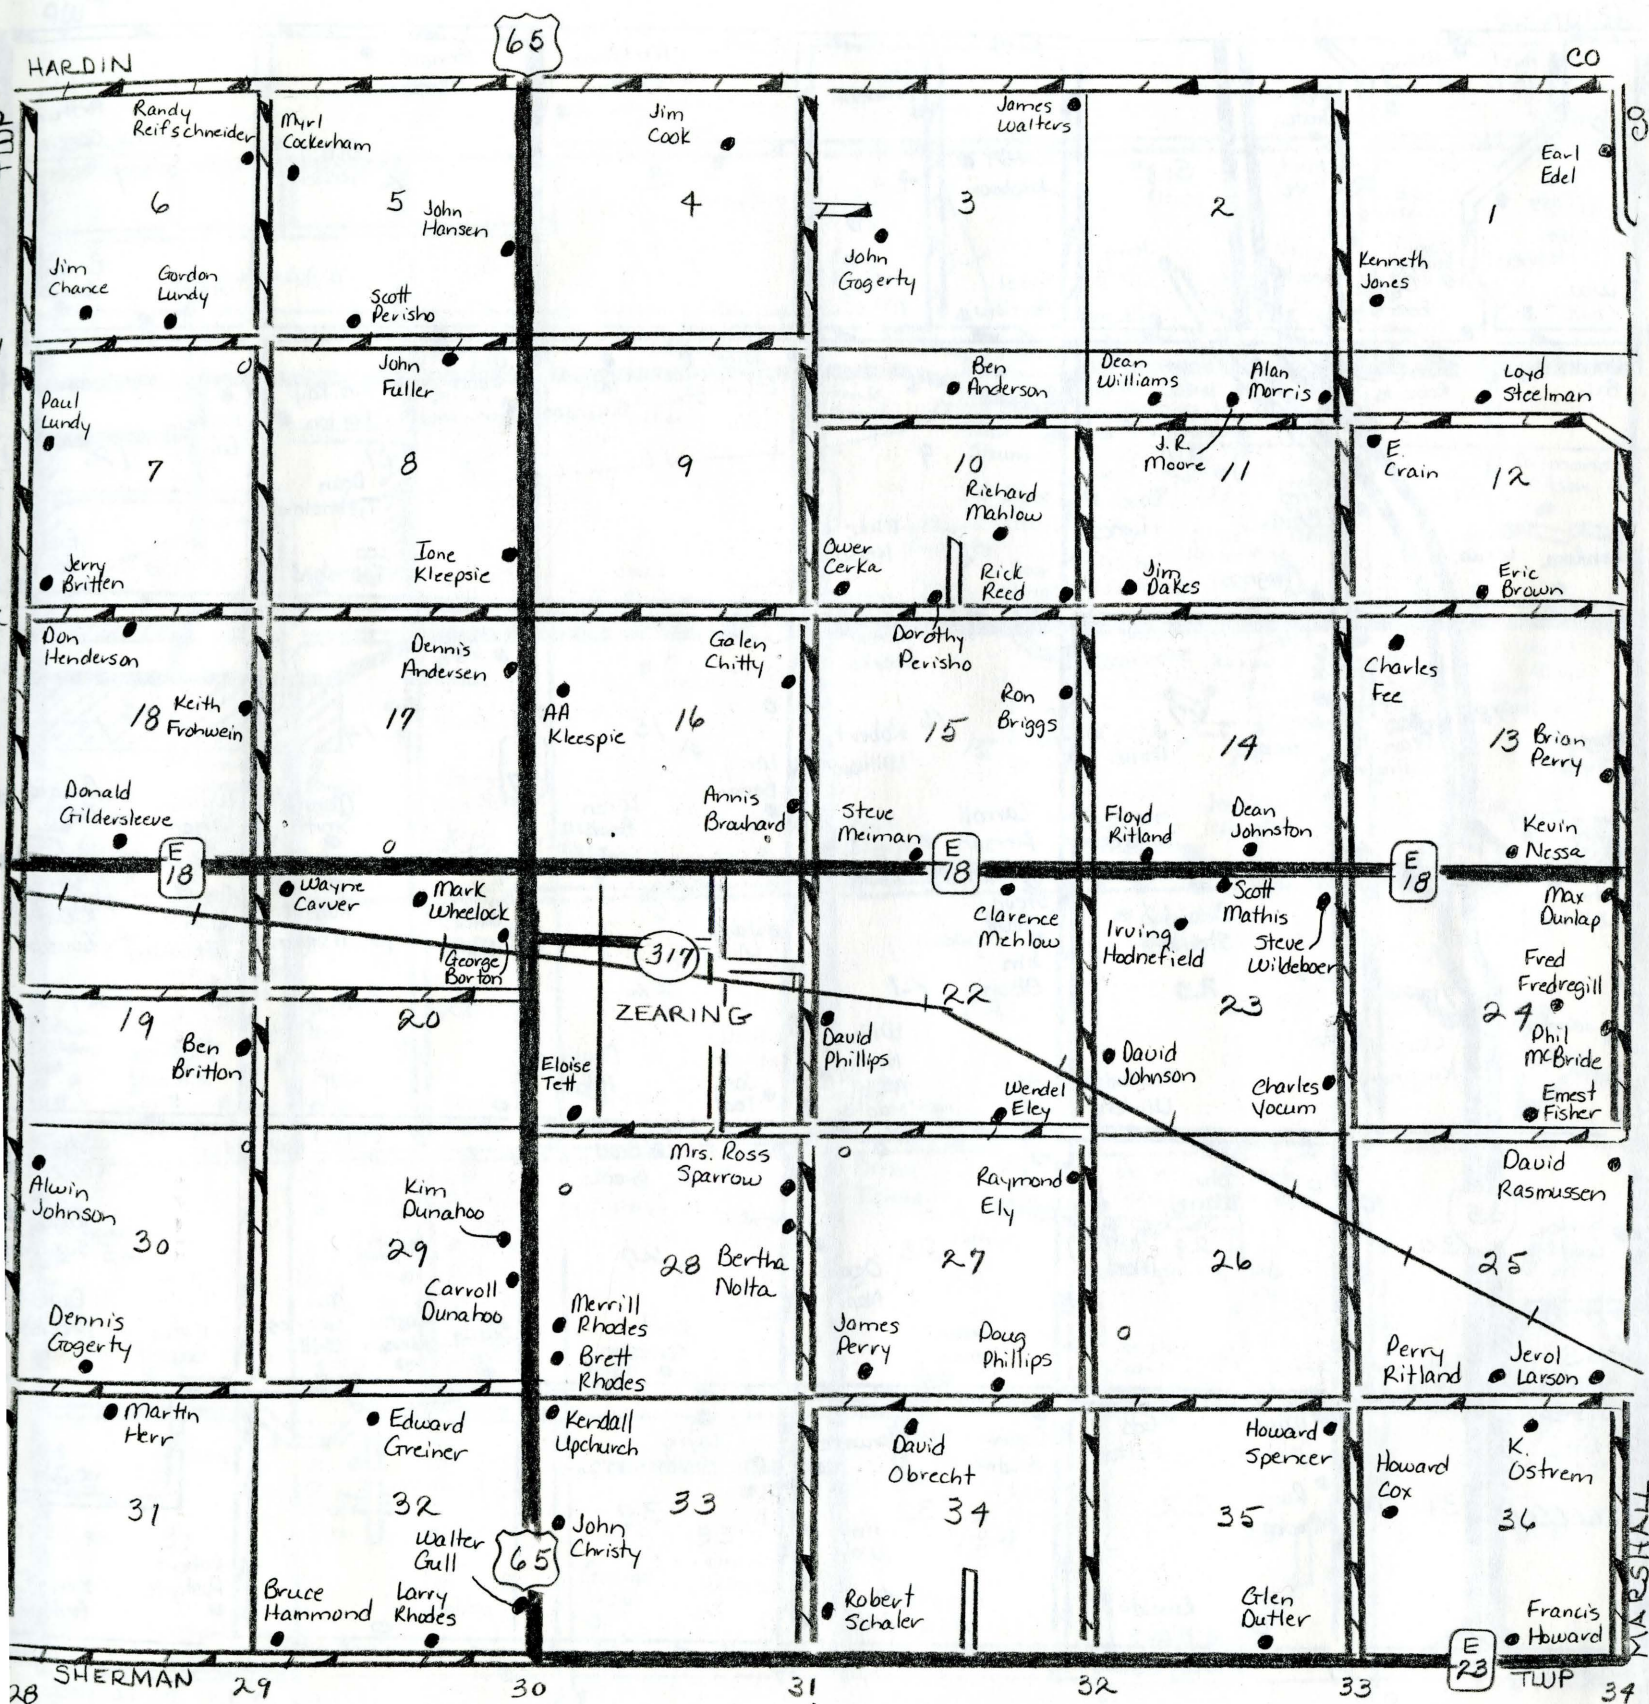 65
HARDIN
CO
TWP
CO
Randy
Reifschneider
Myrl
Cockerham
Jim
Cook
James
Walters
Earl
Edel
6
5
John
Hansen
4
3
2
1
Jim
Chance
Gordon
Lundy
Scott
Perisho
John
Gogerty
Kenneth
Jones
John
Fuller
Ben
Anderson
Dean
Williams
Alan
Morris
Loyd
Steelman
Paul
Lundy
7
8
9
10
J.R.
Moore
11
E.
Crain
12
Richard
Mahlow
Jerry
Britten
Ione
Kleepsie
Ower
Cerka
Rick
Reed
Jim
Dakes
Eric
Brown
Don
Henderson
Dennis
Andersen
Galen
Chitty
Dorothy
Perisho
Charles
Fee
18
Keith
Frohwein
17
AA
Kleespie
16
15
Ron
Briggs
14
13
Brian
Perry
Donald
Gildersleeve
Annis
Brouhard
Steve
Meiman
Floyd
Ritland
Dean
Johnston
Kevin
Nessa
E
18
E
18
E
18
Wayne
Carver
Mark
Wheelock
George
Borton
317
Clarence
Mehlow
Irving
Hodnefield
Scott
Mathis
Steve
Wildeboer
Max
Dunlap
Fred
Fredregill
19
20
ZEARING
22
23
24
Phil
McBride
Ben
Britton
Eloise
Tett
David
Phillips
Wendel
Eley
David
Johnson
Charles
Yocum
Ernest
Fisher
Mrs. Ross
Sparrow
Alwin
Johnson
Kim
Dunahoo
Raymond
Ely
David
Rasmussen
30
29
28
Bertha
Nolta
27
26
25
Carroll
Dunahoo
Dennis
Gogerty
Merrill
Rhodes
Brett
Rhodes
James
Perry
Doug
Phillips
Perry
Ritland
Jerol
Larson
Martin
Herr
Edward
Greiner
Kendall
Upchurch
David
Obrecht
Howard
Spencer
Howard
Cox
K.
Ostrem
31
32
33
34
35
36
Walter
Gull
65
John
Christy
Bruce
Hammond
Larry
Rhodes
Robert
Schaler
Glen
Dutler
Francis
Howard
MARSHALL
E
23
SHERMAN
TWP
28
29
30
31
32
33
34